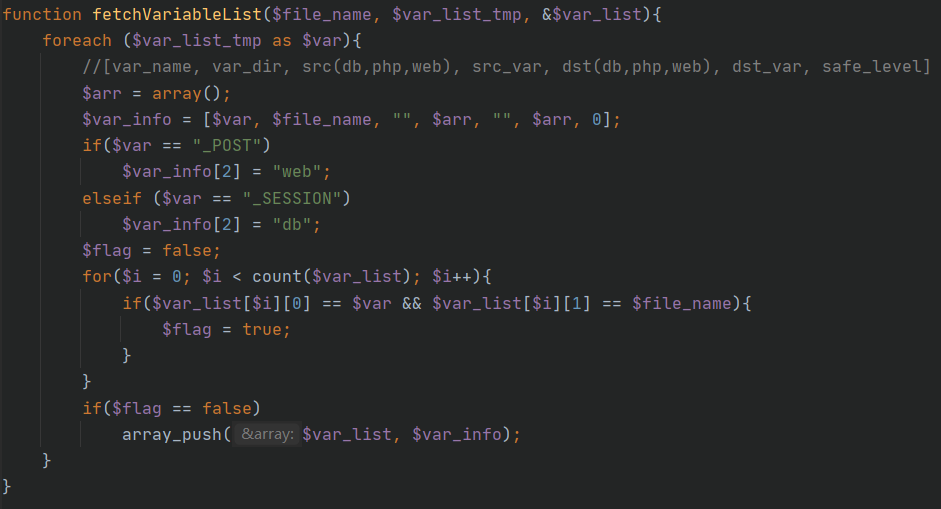 function fetchVariableList($file_name, $var_list_tmp, &$var_list){
    foreach ($var_list_tmp as $var){
        //[var_name, var_dir, src(db,php,web), src_var, dst(db,php,web), dst_var, safe_level]
        $arr = array();
        $var_info = [$var, $file_name, "", $arr, "", $arr, 0];
        if($var == "_POST")
            $var_info[2] = "web";
        elseif ($var == "_SESSION")
            $var_info[2] = "db";
        $flag = false;
        for($i = 0; $i < count($var_list); $i++){
            if($var_list[$i][0] == $var && $var_list[$i][1] == $file_name){
                $flag = true;
            }
        }
        if($flag == false)
            array_push( &array: $var_list, $var_info);
    }
}